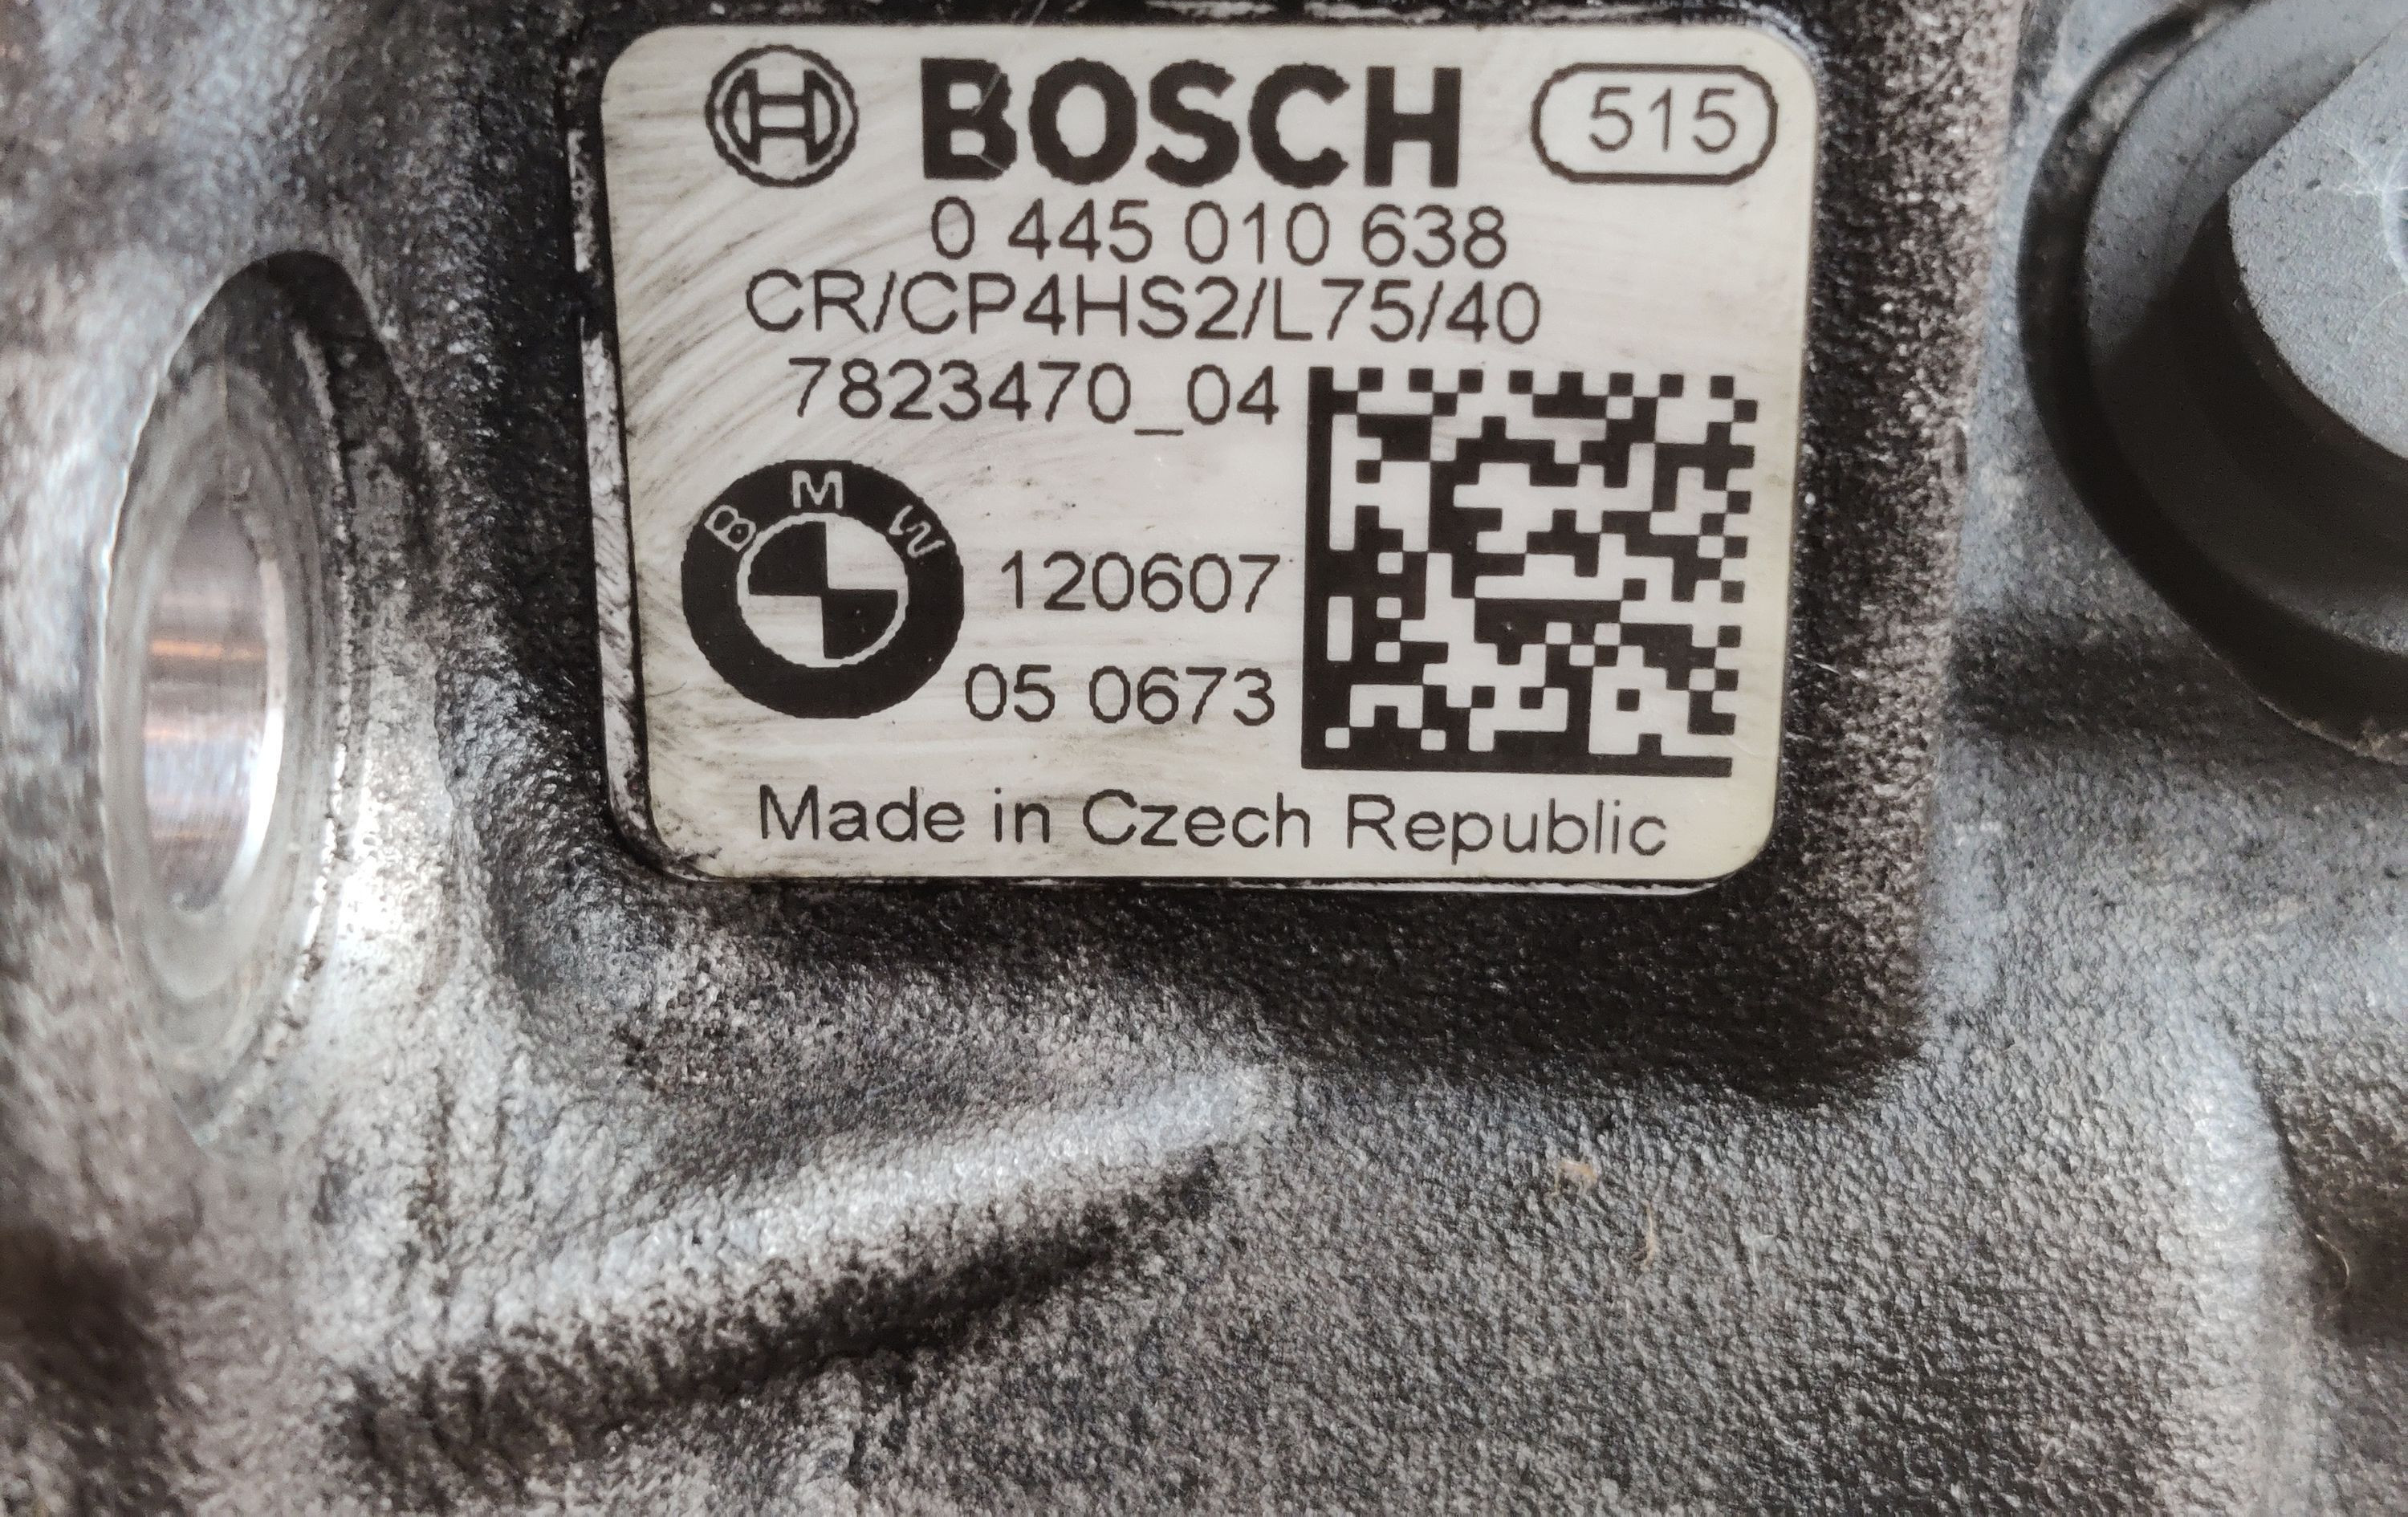 BOSCH 515
0 445 010 638
CR/CP4HS2/L75/40
7823470_04
BMW
120607
05 0673
Made in Czech Republic